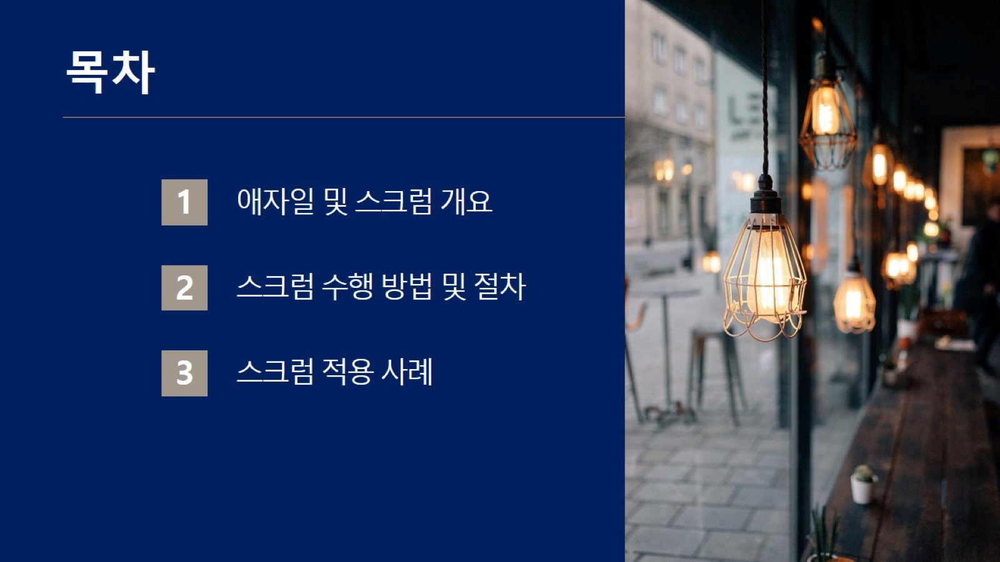 목차
1 애자일 및 스크럼 개요
2 스크럼 수행 방법 및 절차
3 스크럼 적용 사례